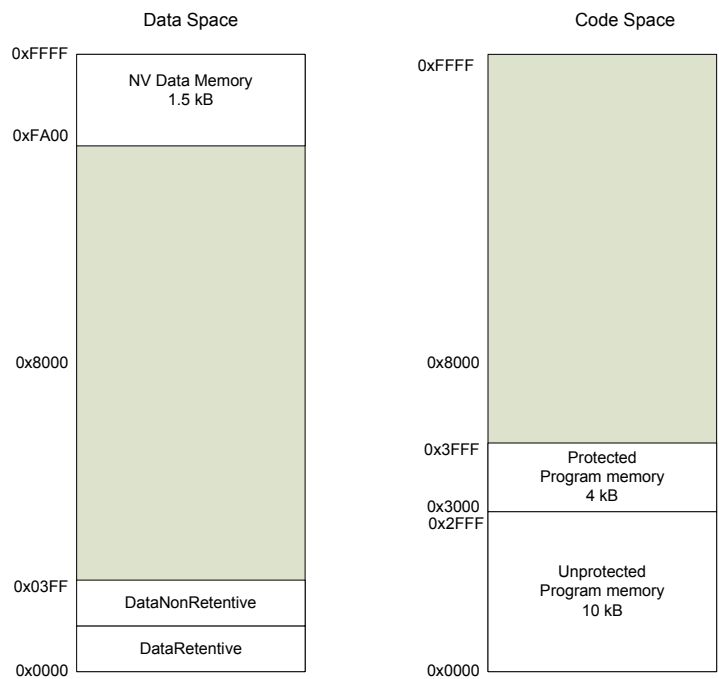 Data Space
0xFFFF
NV Data Memory
1.5 kB
0xFA00
0x8000
0x03FF
DataNonRetentive
DataRetentive
0x0000
Code Space
0xFFFF
0x8000
0x3FFF
Protected
Program memory
4 kB
0x3000
0x2FFF
Unprotected
Program memory
10 kB
0x0000